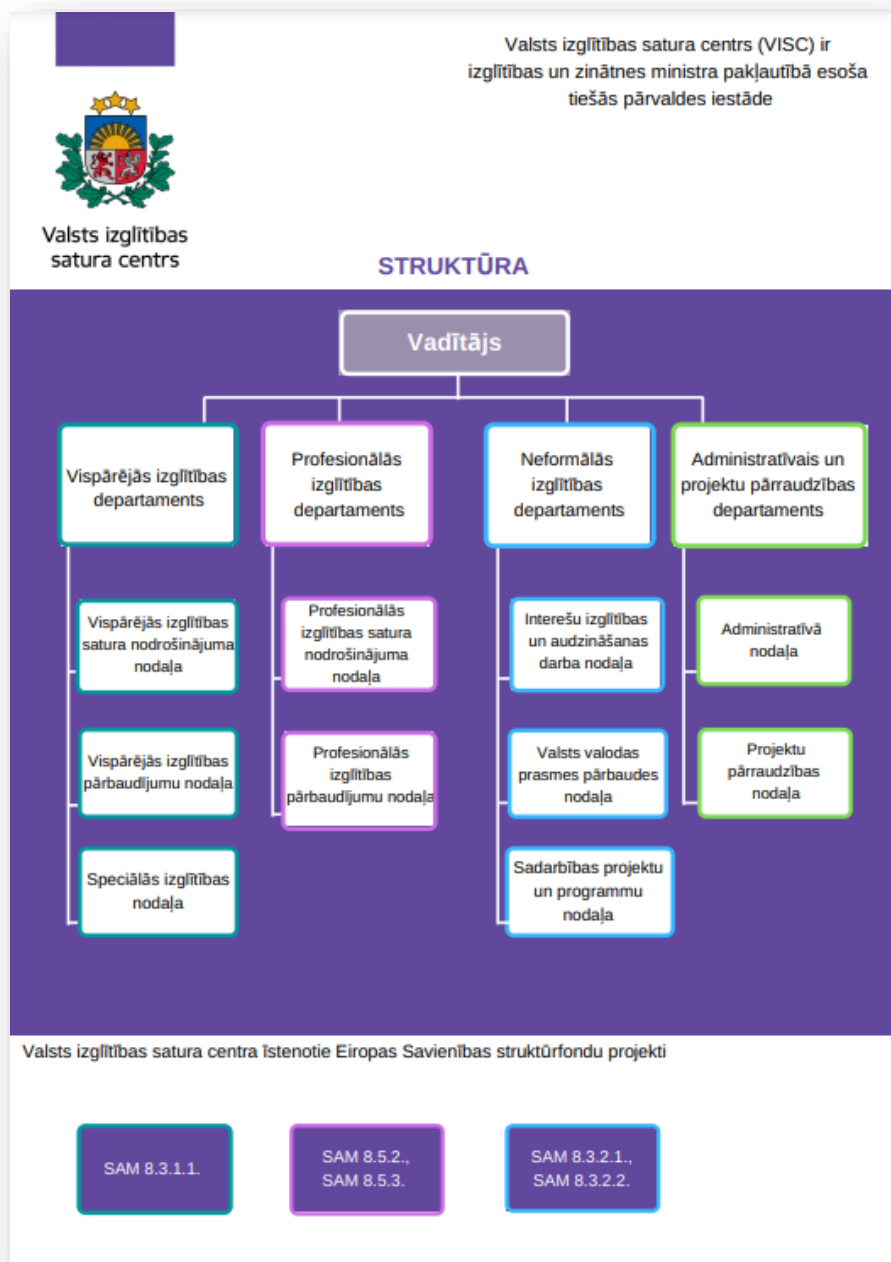 Valsts izglītības satura centrs (VISC) ir
izglītības un zinātnes ministra pakļautībā esoša
tiešās pārvaldes iestāde
Valsts izglītības
satura centrs
STRUKTŪRA
Vadītājs
Vispārējās izglītības
departaments
Profesionālās
izglītības
departaments
Neformālās
izglītības
departaments
Administratīvais un
projektu pārraudzības
departaments
Vispārējās izglītības
satura nodrošinājuma
nodaļa
Profesionālās
izglītības satura
nodrošinājuma
nodaļa
Interešu izglītības
un audzināšanas
darba nodaļa
Administratīvā
nodaļa
Vispārējās izglītības
pārbaudījumu nodaļa
Profesionālās
izglītības
pārbaudījumu nodaļa
Valsts valodas
prasmes pārbaudes
nodaļa
Projektu
pārraudzības
nodaļa
Speciālās izglītības
nodaļa
Sadarbības projektu
un programmu
nodaļa
Valsts izglītības satura centra īstenotie Eiropas Savienības struktūrfondu projekti
SAM 8.3.1.1.
SAM 8.5.2.,
SAM 8.5.3.
SAM 8.3.2.1.,
SAM 8.3.2.2.